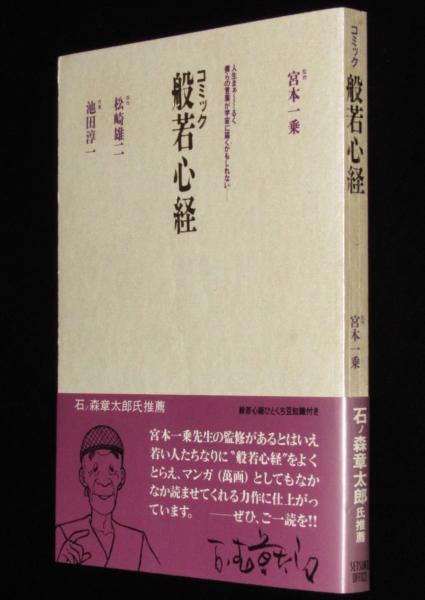 コミック
般若心経
監修
宮本一乗
人生まぁーーるく
僕らの言葉が宇宙に届くかもしれない──
コミック
般若心経
原作
松崎雄二
作画
池田淳一
石ノ森章太郎氏推薦
般若心経ひとくち豆知識付き
宮本一乗先生の監修があるとはいえ
若い人たちなりに“般若心経”をよく
とらえ、マンガ（萬画）としてもなか
なか読ませてくれる力作に仕上がっ
ています。 ──ぜひ、ご一読を!!
監修
宮本一乗
石ノ森章太郎氏推薦
OFFICE